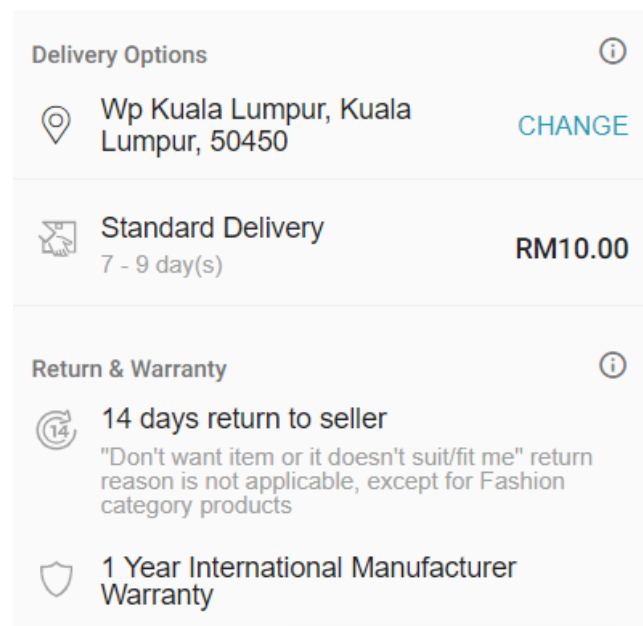 Delivery Options
Wp Kuala Lumpur, Kuala
Lumpur, 50450
CHANGE
Standard Delivery
7 - 9 day(s)
RM10.00
Return & Warranty
14 days return to seller
14
"Don't want item or it doesn't suit/fit me" return
reason is not applicable, except for Fashion
category products
1 Year International Manufacturer
Warranty